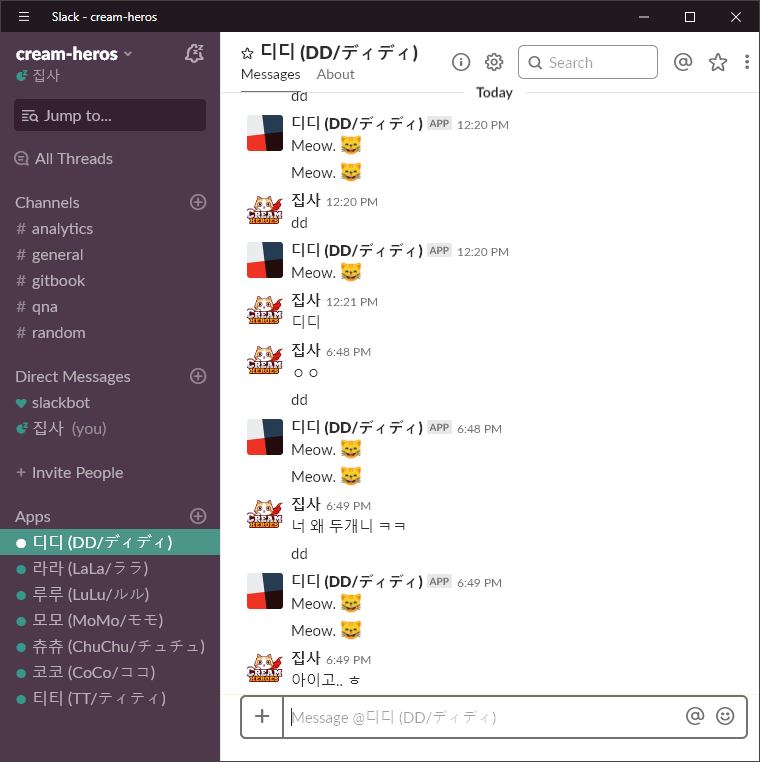 Slack - cream-heros
cream-heros
집사
Jump to...
All Threads
Channels
# analytics
# general
# gitbook
# qna
# random
Direct Messages
slackbot
집사 (you)
+ Invite People
Apps
디디 (DD/ディディ)
라라 (LaLa/ララ)
루루 (LuLu/ルル)
모모 (MoMo/モモ)
츄츄 (ChuChu/チュチュ)
코코 (CoCo/ココ)
티티 (TT/ティティ)
디디 (DD/ディディ)
Messages About
Search
Today
dd
디디 (DD/ディディ) APP 12:20 PM
Meow. 😺
Meow. 😺
집사 12:20 PM
CREAM
HEROES
dd
디디 (DD/ディディ) APP 12:20 PM
Meow. 😺
집사 12:21 PM
CREAM
HEROES
디디
집사 6:48 PM
CREAM
HEROES
ㅇㅇ
dd
디디 (DD/ディディ) APP 6:48 PM
Meow. 😺
Meow. 😺
집사 6:49 PM
CREAM
HEROES
너 왜 두개니 ㅋㅋ
dd
디디 (DD/ディディ) APP 6:49 PM
Meow. 😺
Meow. 😺
집사 6:49 PM
CREAM
HEROES
아이고.. ㅎ
Message @디디 (DD/ディディ)